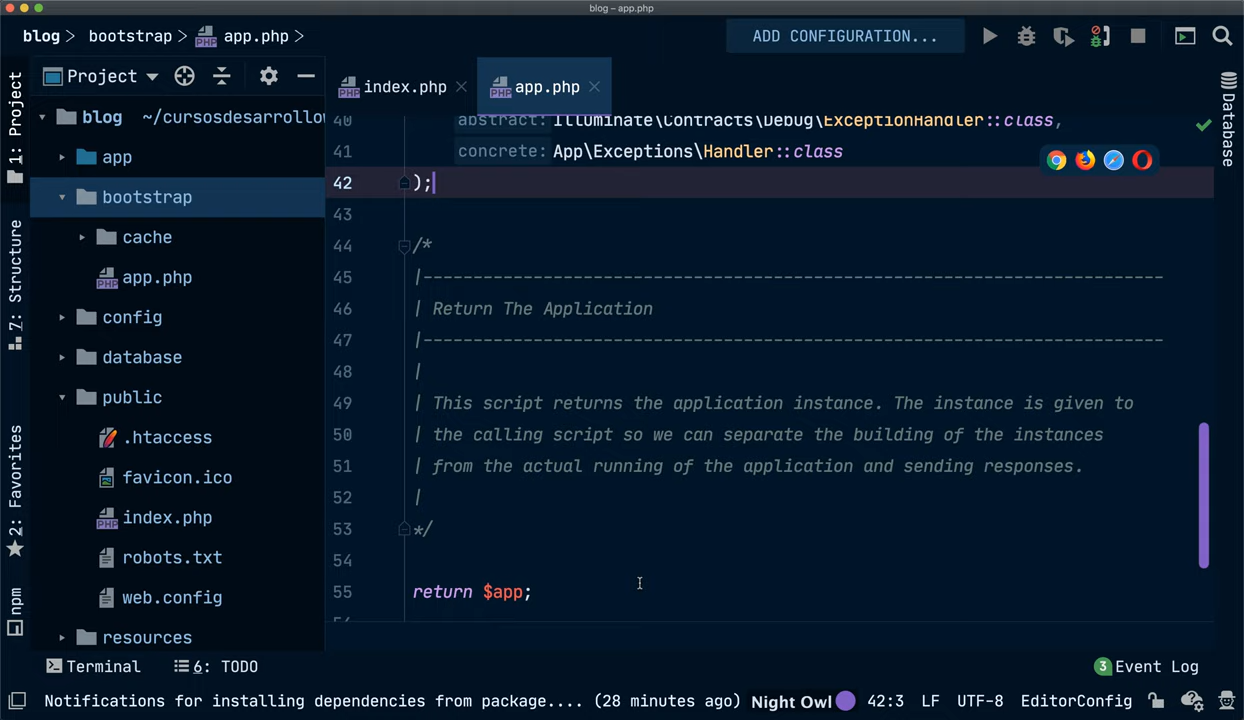 blog – app.php
blog > bootstrap > app.php >
ADD CONFIGURATION...
1: Project
7: Structure
2: Favorites
npm
Project
blog ~/cursosdesarrollo
app
bootstrap
cache
app.php
config
database
public
.htaccess
favicon.ico
index.php
robots.txt
web.config
resources
index.php
app.php
40 abstract: Illuminate\Contracts\Debug\ExceptionHandler::class,
41 concrete: App\Exceptions\Handler::class
42 );
43
44 /*
45 |--------------------------------------------------------------------------
46 | Return The Application
47 |--------------------------------------------------------------------------
48 |
49 | This script returns the application instance. The instance is given to
50 | the calling script so we can separate the building of the instances
51 | from the actual running of the application and sending responses.
52 |
53 */
54
55 return $app;
Database
Terminal
6: TODO
3 Event Log
Notifications for installing dependencies from package.... (28 minutes ago)
Night Owl
42:3 LF UTF-8 EditorConfig